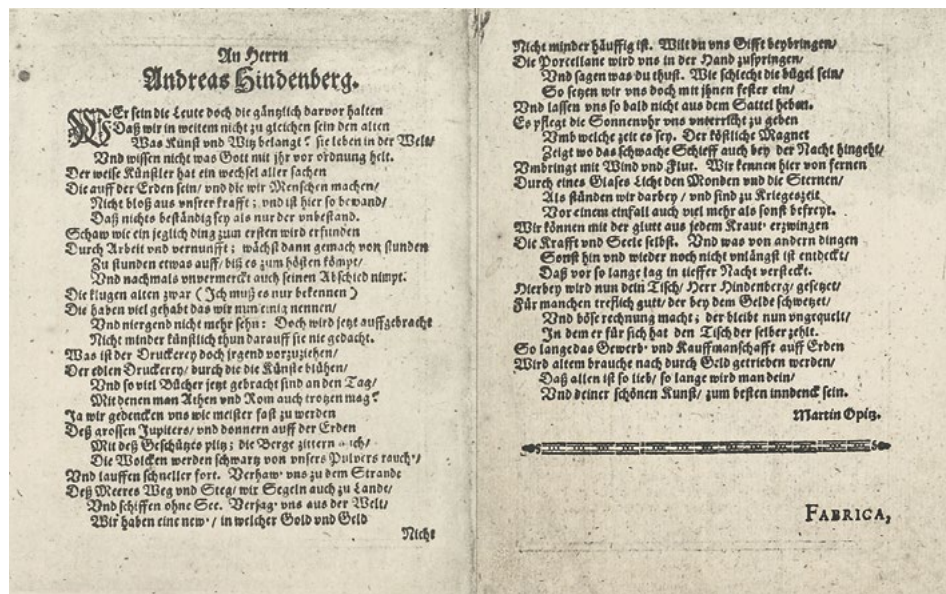 An Herrn
Andreas Hindenberg.
WEr sein die Leute doch die gäntzlich darvor halten
Daß wir in weitem nicht zu gleichen sein den alten
Was Kunst vnd Witz belangt? sie leben in der Welt/
Vnd wissen nicht was Gott mit jhr vor ordnung helt.
Der weise Künstler hat ein wechsel aller sachen
Die auff der Erden sein/ vnd die wir Menschen machen/
Nicht bloß aus vnsrer krafft; vnd ist hier so bewand/
Daß nichts beständig sey als nur der vnbestand.
Schaw wie ein jeglich ding zum ersten wird erfunden
Durch Arbeit vnd vernunfft; wächst dann gemach von stunden
Zu stunden etwas auff/ biß es zum högsten kömpt/
Vnd nachmals vnvermerckt auch seinen Abschied nimpt.
Die klugen alten zwar (Ich muß es nur bekennen)
Die haben viel gehabt das wir nun einig nennen/
Vnd niergend nicht mehr sehn: Doch wird jetzt auffgebracht
Nicht minder künstlich thun darauff sie nie gedacht.
Was ist der Druckerey doch jrgend vorzuziehen/
Der edlen Druckerey/ durch die die Künste blühen/
Vnd so viel Bücher jetzt gebracht sind an den Tag/
Mit denen man Athen vnd Rom auch trotzen mag?
Ja wir gedencken vns wie meister fast zu werden
Deß grossen Jupiters/ vnd donnern auff der Erden
Mit deß Geschützes plitz; die Berge zittern auch/
Die Wolcken werden schwartz von vnsers Pulvers rauch/
Vnd lauffen schneller fort. Verhaw' vns zu dem Strande
Deß Meeres Weg vnd Steg/ wir Segeln auch zu Lande/
Vnd schiffen ohne See. Versag' vns aus der Welt/
Wir haben eine new'/ in welcher Gold vnd Geld
Nicht
Nicht minder häuffig ist. Wilt du vns Gifft beybringen/
Die Porcellane wird vns in der Hand zuspringen/
Vnd sagen was du thust. Wie schlecht die bügel sein/
So setzen wir vns doch mit jhnen fester ein/
Vnd lassen vns so bald nicht aus dem Sattel heben.
Es pflegt die Sonnenvhr vns vnterricht zu geben
Vmb welche zeit es sey. Der köstliche Magnet
Zeigt wo das schwache Schieff auch bey der Nacht hingeht/
Vmbringt mit Wind vnd Flut. Wir kennen hier von fernen
Durch eines Glases Licht den Monden vnd die Sternen/
Als ständen wir darbey/ vnd sind zu Kriegeszeit
Vor einem einfall auch viel mehr als sonst befreyt.
Wir können mit der glutt aus jedem Kraut' erzwingen
Die Krafft vnd Seele selbst. Vnd was von andern dingen
Sonst hin vnd wieder noch nicht vnlängst ist entdeckt/
Daß vor so lange lag in tieffer Nacht versteckt.
Hierbey wird nun dein Tisch/ Herr Hindenberg/ gesetzet/
Für manchen treflich gutt/ der bey dem Gelde schwetzet/
Vnd böse rechnung macht; der bleibt nun vngequelt/
In dem er für sich hat den Tisch der selber zehlt.
So lange das Gewerb' vnd Kauffmanschafft auff Erden
Wird altem brauche nach durch Geld getrieben werden/
Daß allen ist so lieb/ so lange wird man dein/
Vnd deiner schönen Kunst/ zum besten inndenck sein.
Martin Opitz.
FABRICA,